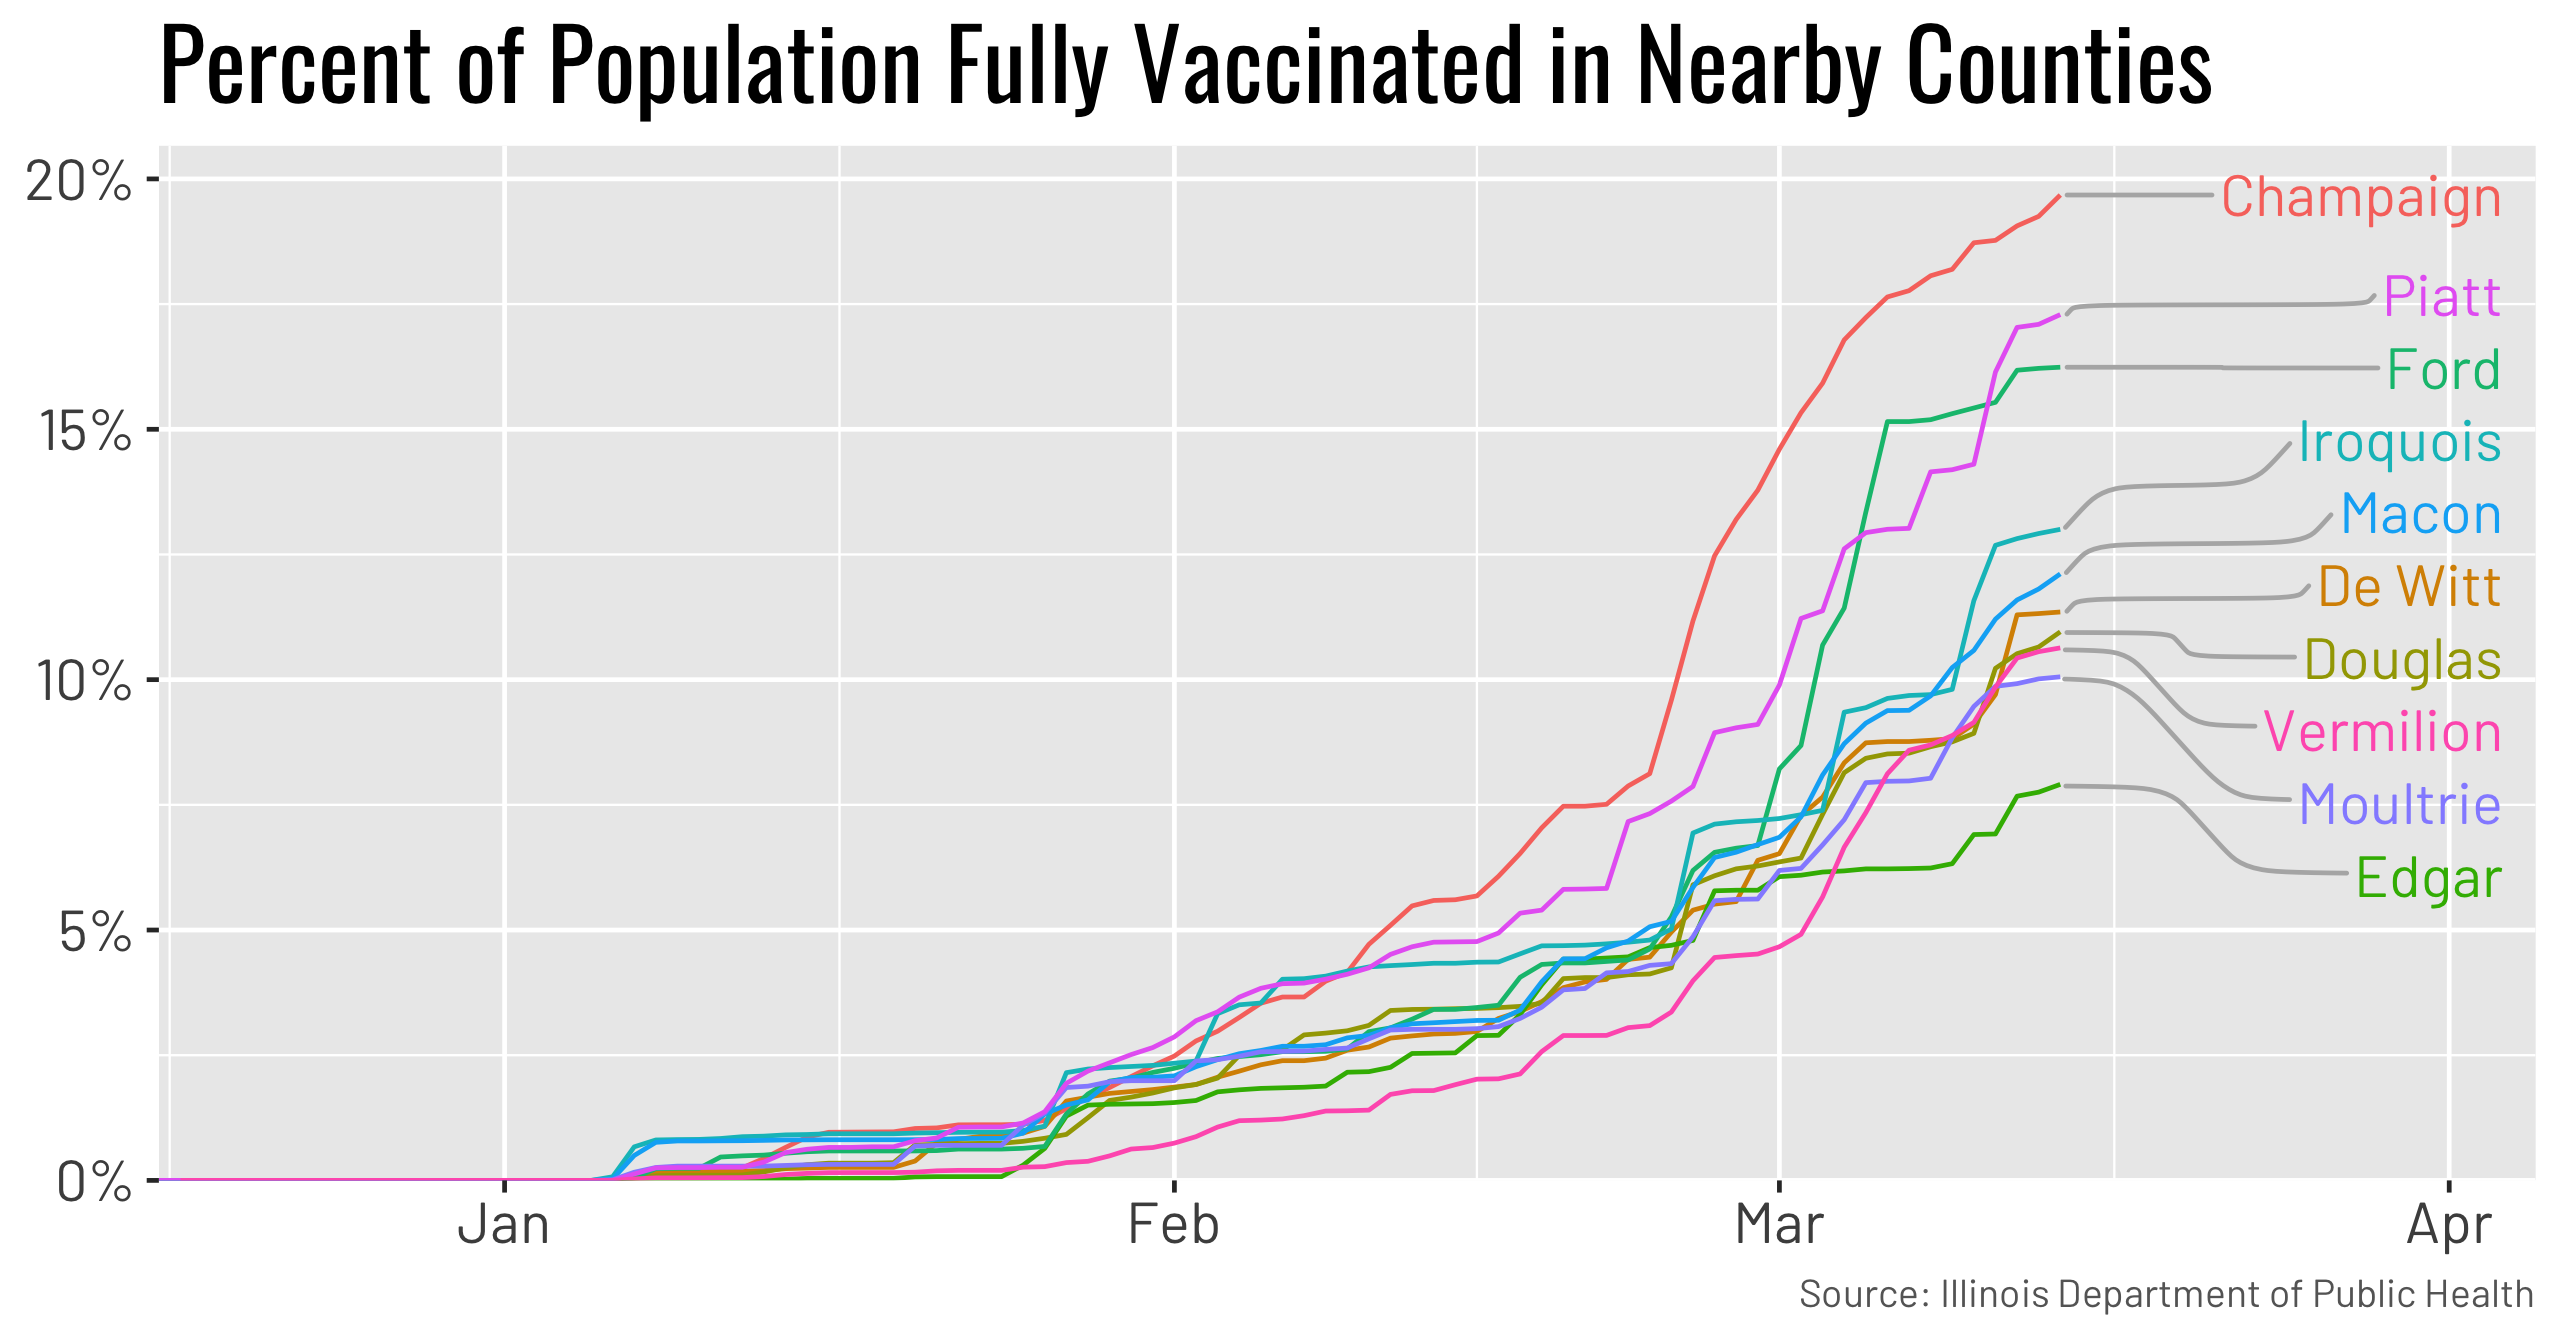 Percent of Population Fully Vaccinated in Nearby Counties
20%
15%
10%
5%
0%
Champaign
Piatt
Ford
Iroquois
Macon
De Witt
Douglas
Vermilion
Moultrie
Edgar
Jan Feb Mar Apr
Source: Illinois Department of Public Health